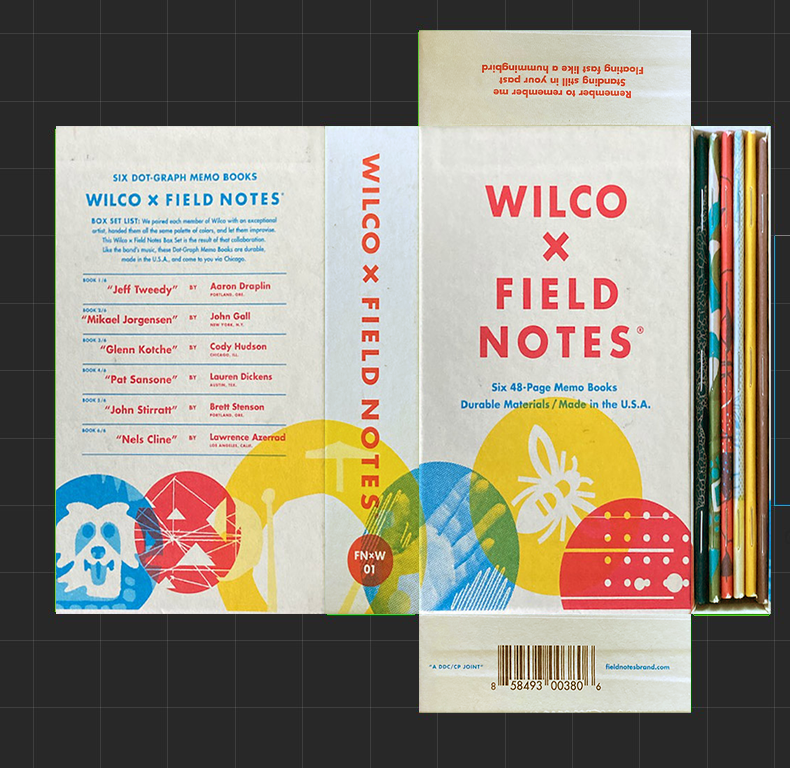 Remember to remember me
Standing still in your past
Floating fast like a hummingbird
SIX DOT-GRAPH MEMO BOOKS
WILCO × FIELD NOTES®
BOX SET LIST: We paired each member of Wilco with an exceptional
artist, handed them all the same palette of colors, and let them improvise.
This Wilco x Field Notes Box Set is the result of that collaboration.
Like the band's music, these Dot-Graph Memo Books are durable,
made in the U.S.A., and come to you via Chicago.
BOOK 1/6
"Jeff Tweedy" BY Aaron Draplin
PORTLAND, ORE.
BOOK 2/6
"Mikael Jorgensen" BY John Gall
NEW YORK, N.Y.
BOOK 3/6
"Glenn Kotche" BY Cody Hudson
CHICAGO, ILL.
BOOK 4/6
"Pat Sansone" BY Lauren Dickens
AUSTIN, TEX.
BOOK 5/6
"John Stirratt" BY Brett Stenson
PORTLAND, ORE.
BOOK 6/6
"Nels Cline" BY Lawrence Azerrad
LOS ANGELES, CALIF.
WILCO × FIELD NOTES
FN×W
01
WILCO
×
FIELD
NOTES®
Six 48-Page Memo Books
Durable Materials / Made in the U.S.A.
"A DDC/CP JOINT"
8 58493 00380 6
fieldnotesbrand.com